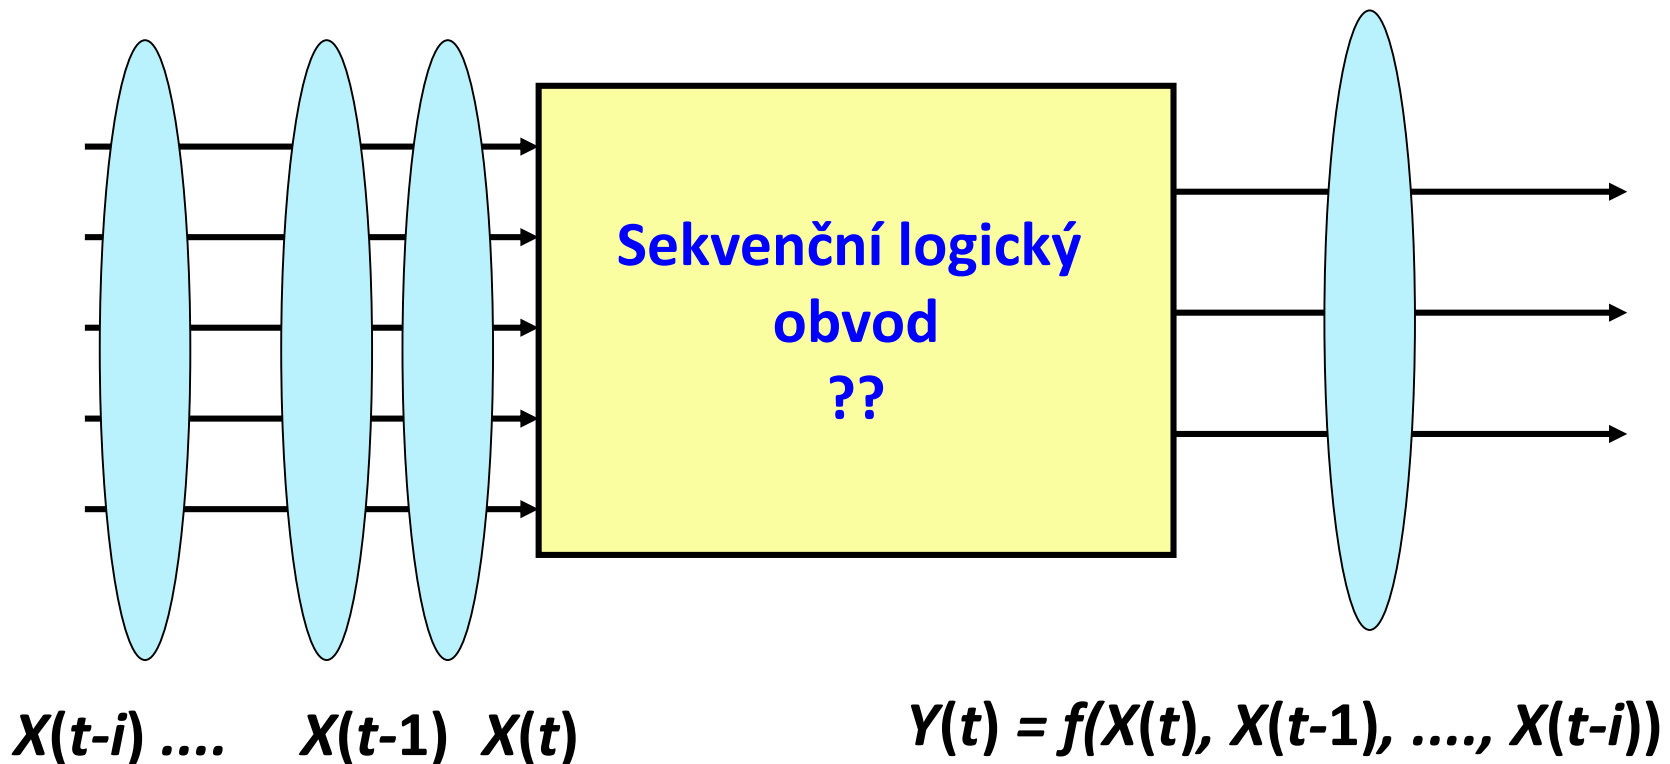 Sekvenční logický
obvod
??
X(t-i) .... X(t-1) X(t)
Y(t) = f(X(t), X(t-1), ...., X(t-i))